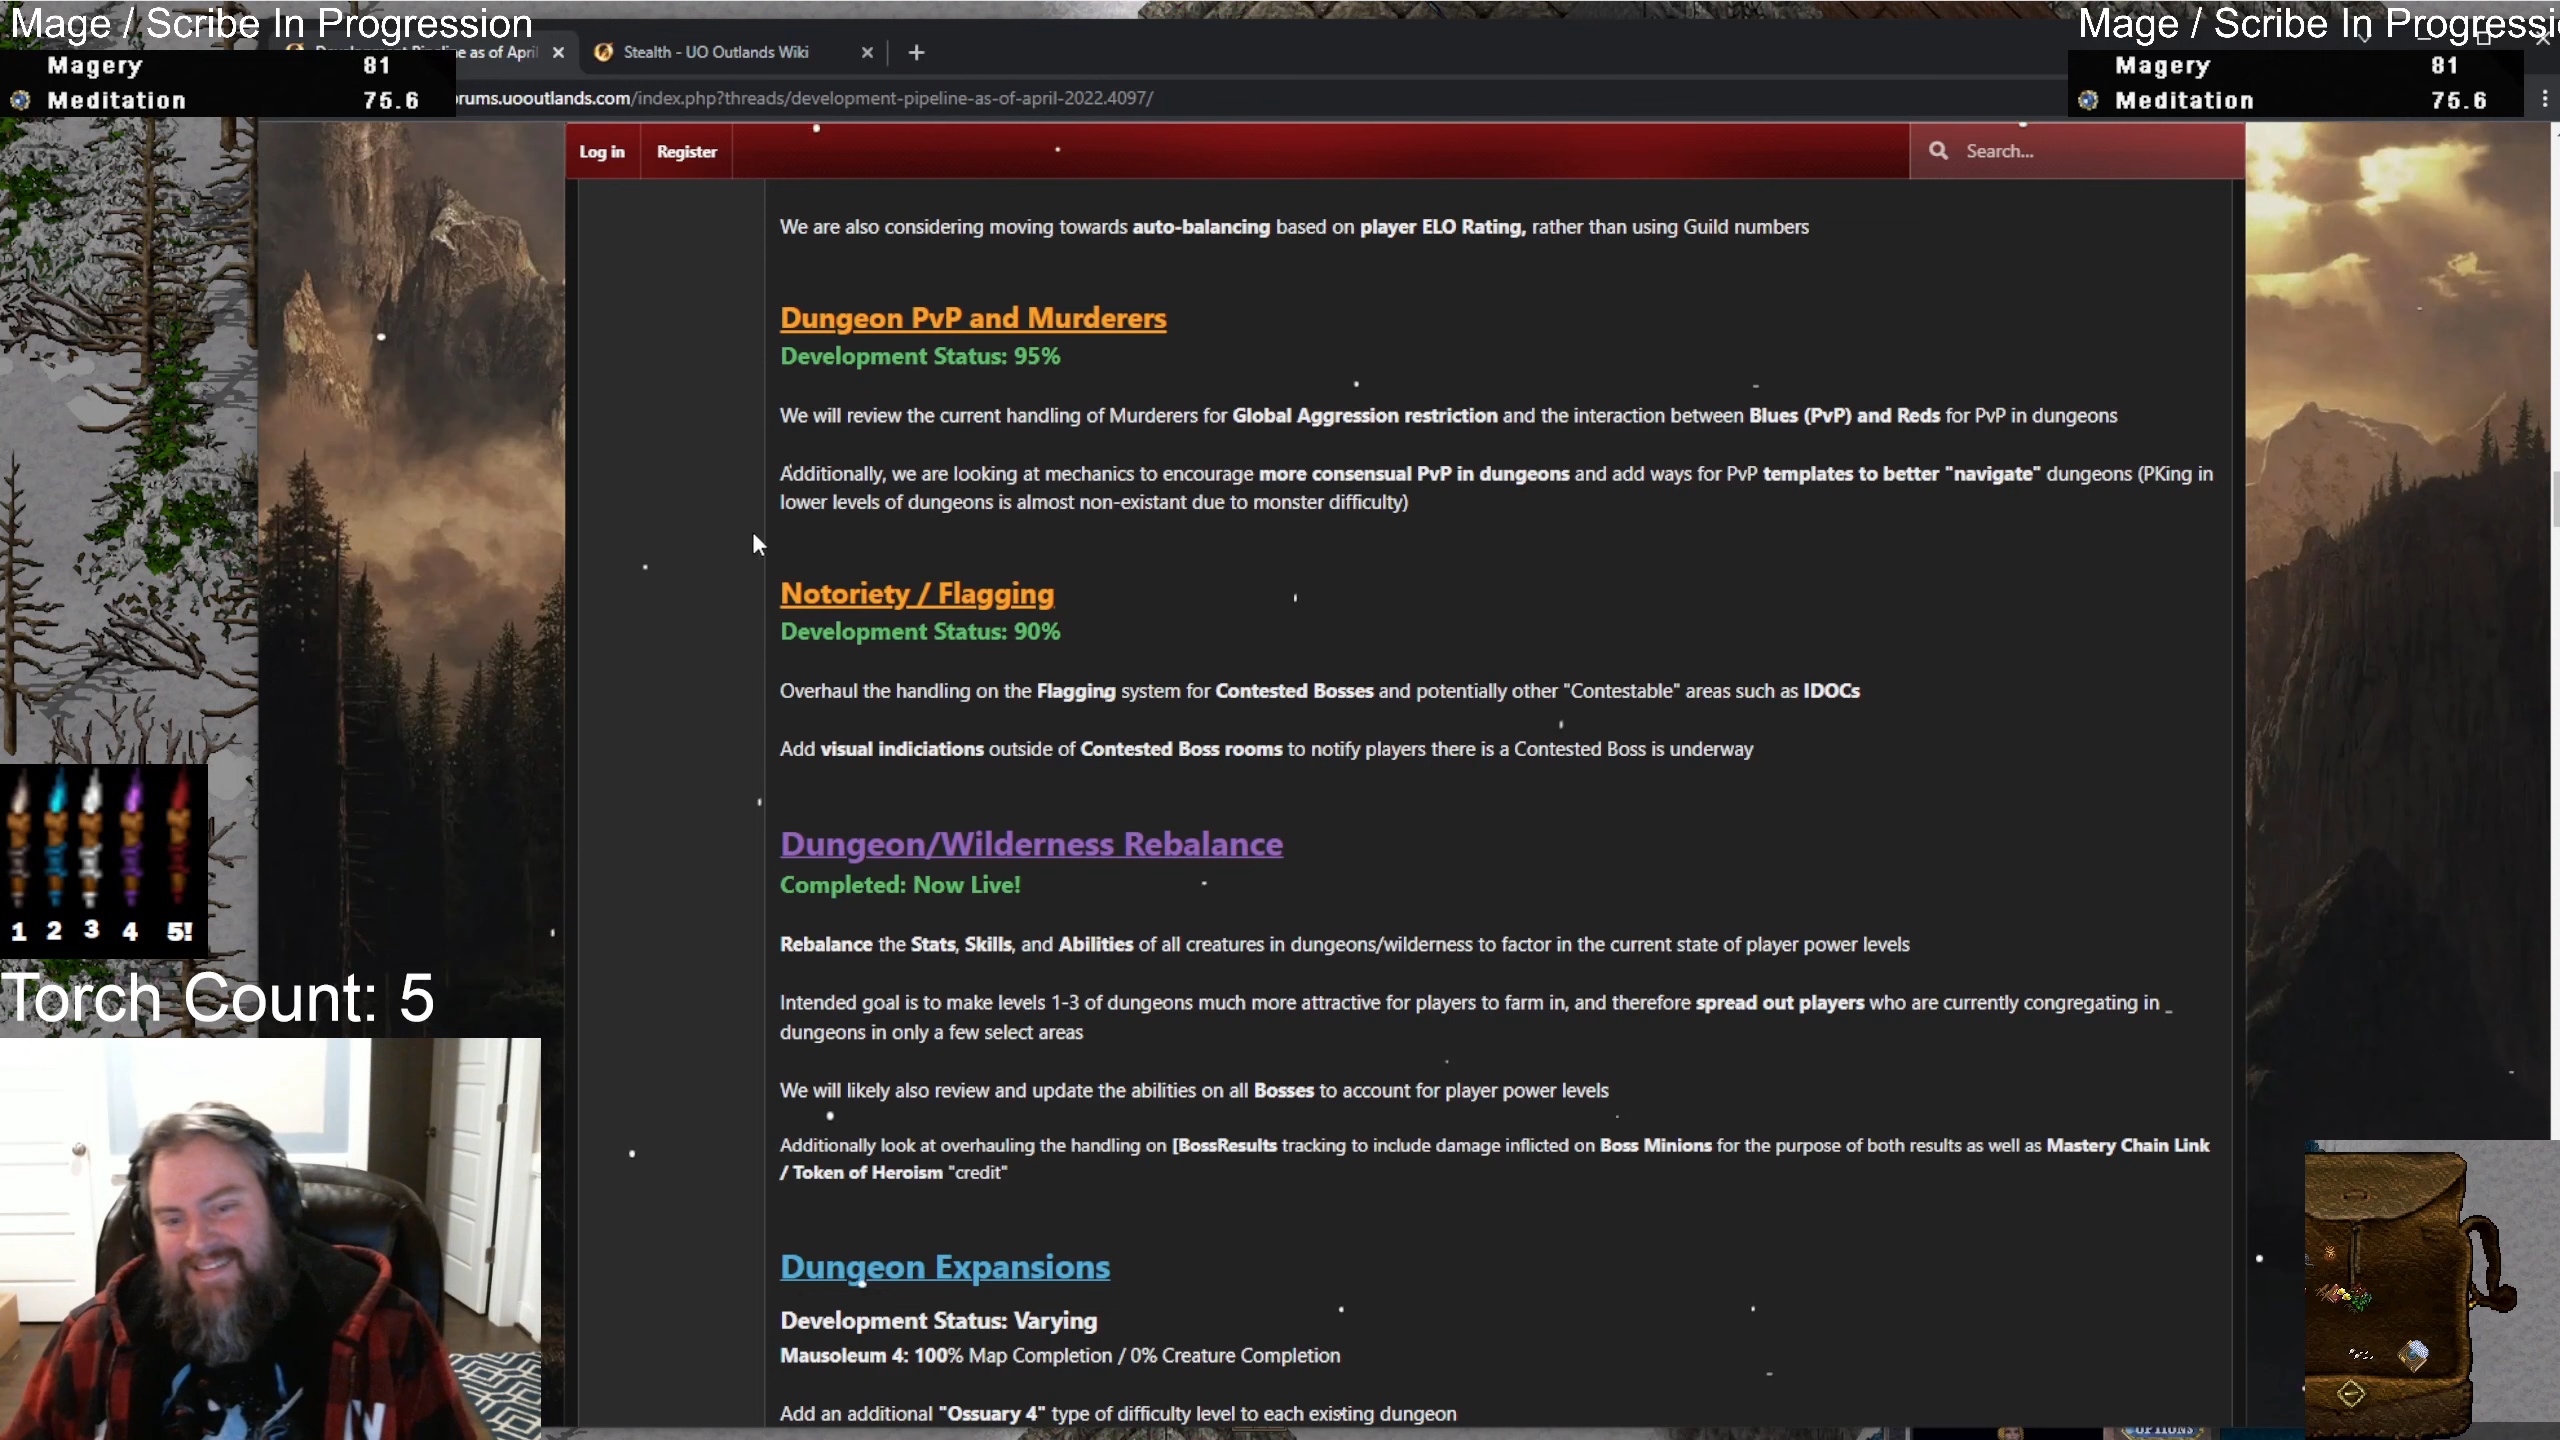 Mage / Scribe In Progression
Magery 81
Meditation 75.6
e as of April
Stealth - UO Outlands Wiki
Mage / Scribe In Progressi
Magery 81
Meditation 75.6
rums.uooutlands.com/index.php?threads/development-pipeline-as-of-april-2022.4097/
Log in
Register
Search...
We are also considering moving towards auto-balancing based on player ELO Rating, rather than using Guild numbers
Dungeon PvP and Murderers
Development Status: 95%
We will review the current handling of Murderers for Global Aggression restriction and the interaction between Blues (PvP) and Reds for PvP in dungeons
Additionally, we are looking at mechanics to encourage more consensual PvP in dungeons and add ways for PvP templates to better "navigate" dungeons (PKing in
lower levels of dungeons is almost non-existant due to monster difficulty)
Notoriety / Flagging
Development Status: 90%
Overhaul the handling on the Flagging system for Contested Bosses and potentially other "Contestable" areas such as IDOCs
Add visual indiciations outside of Contested Boss rooms to notify players there is a Contested Boss is underway
Dungeon/Wilderness Rebalance
Completed: Now Live!
Rebalance the Stats, Skills, and Abilities of all creatures in dungeons/wilderness to factor in the current state of player power levels
Intended goal is to make levels 1-3 of dungeons much more attractive for players to farm in, and therefore spread out players who are currently congregating in
dungeons in only a few select areas
We will likely also review and update the abilities on all Bosses to account for player power levels
Additionally look at overhauling the handling on [BossResults tracking to include damage inflicted on Boss Minions for the purpose of both results as well as Mastery Chain Link
/ Token of Heroism "credit"
Dungeon Expansions
Development Status: Varying
Mausoleum 4: 100% Map Completion / 0% Creature Completion
Add an additional "Ossuary 4" type of difficulty level to each existing dungeon
1 2 3 4 5!
Torch Count: 5
OPTIONS